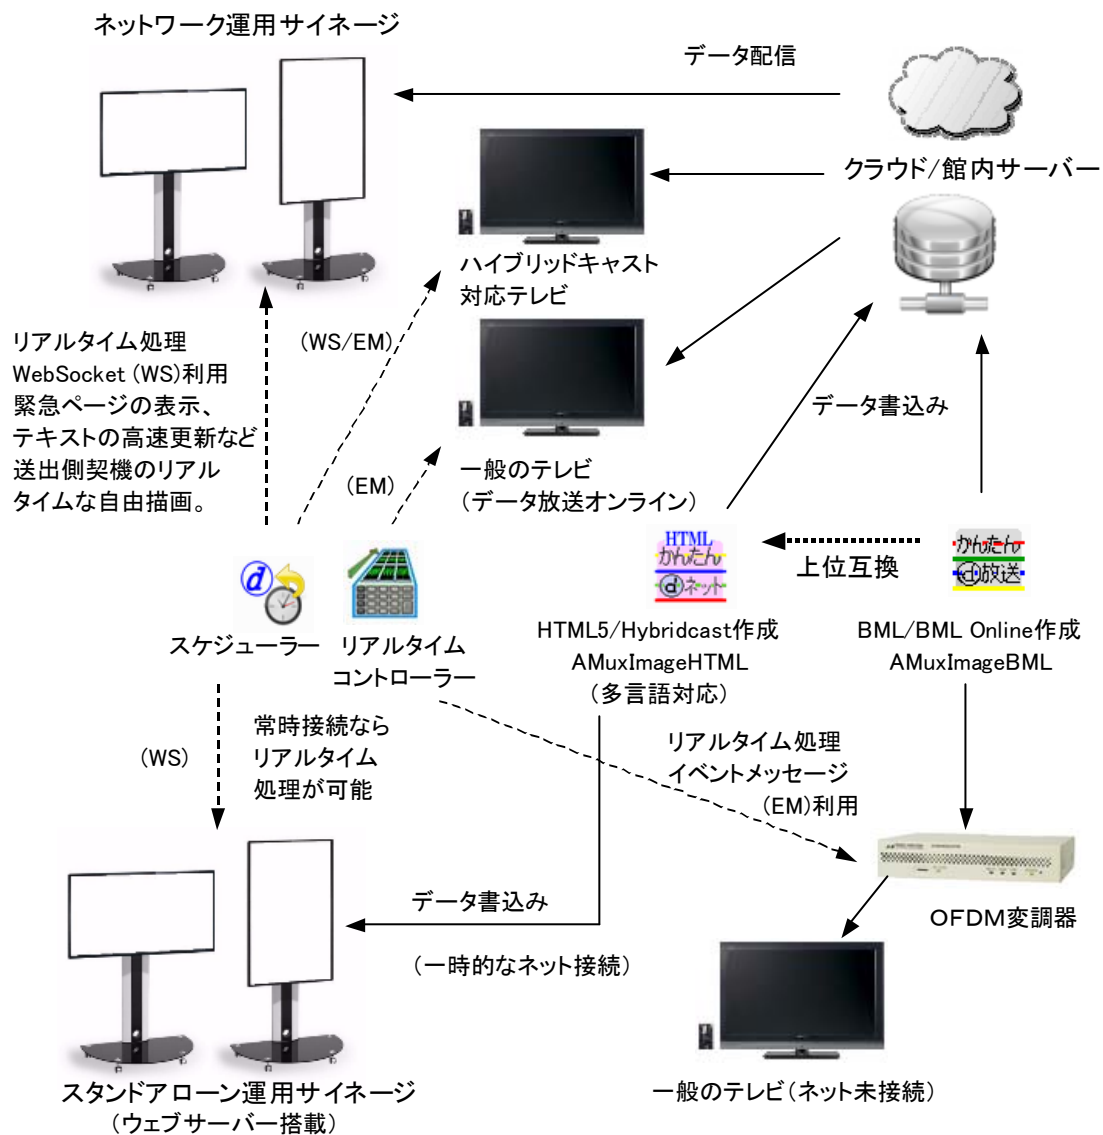 ネットワーク運用サイネージ
データ配信
クラウド/館内サーバー
ハイブリッドキャスト
対応テレビ
リアルタイム処理
WebSocket (WS)利用
緊急ページの表示、
テキストの高速更新など
送出側契機のリアル
タイムな自由描画。
(WS/EM)
(EM)
データ書込み
一般のテレビ
（データ放送オンライン）
HTML
かんたん
ⓓネット
上位互換
かんたん
ⓓ放送
d
スケジューラー
リアルタイム
コントローラー
HTML5/Hybridcast作成
AMuxImageHTML
（多言語対応）
BML/BML Online作成
AMuxImageBML
(WS)
常時接続なら
リアルタイム
処理が可能
リアルタイム処理
イベントメッセージ
(EM)利用
データ書込み
（一時的なネット接続）
OFDM変調器
一般のテレビ（ネット未接続）
スタンドアローン運用サイネージ
（ウェブサーバー搭載）